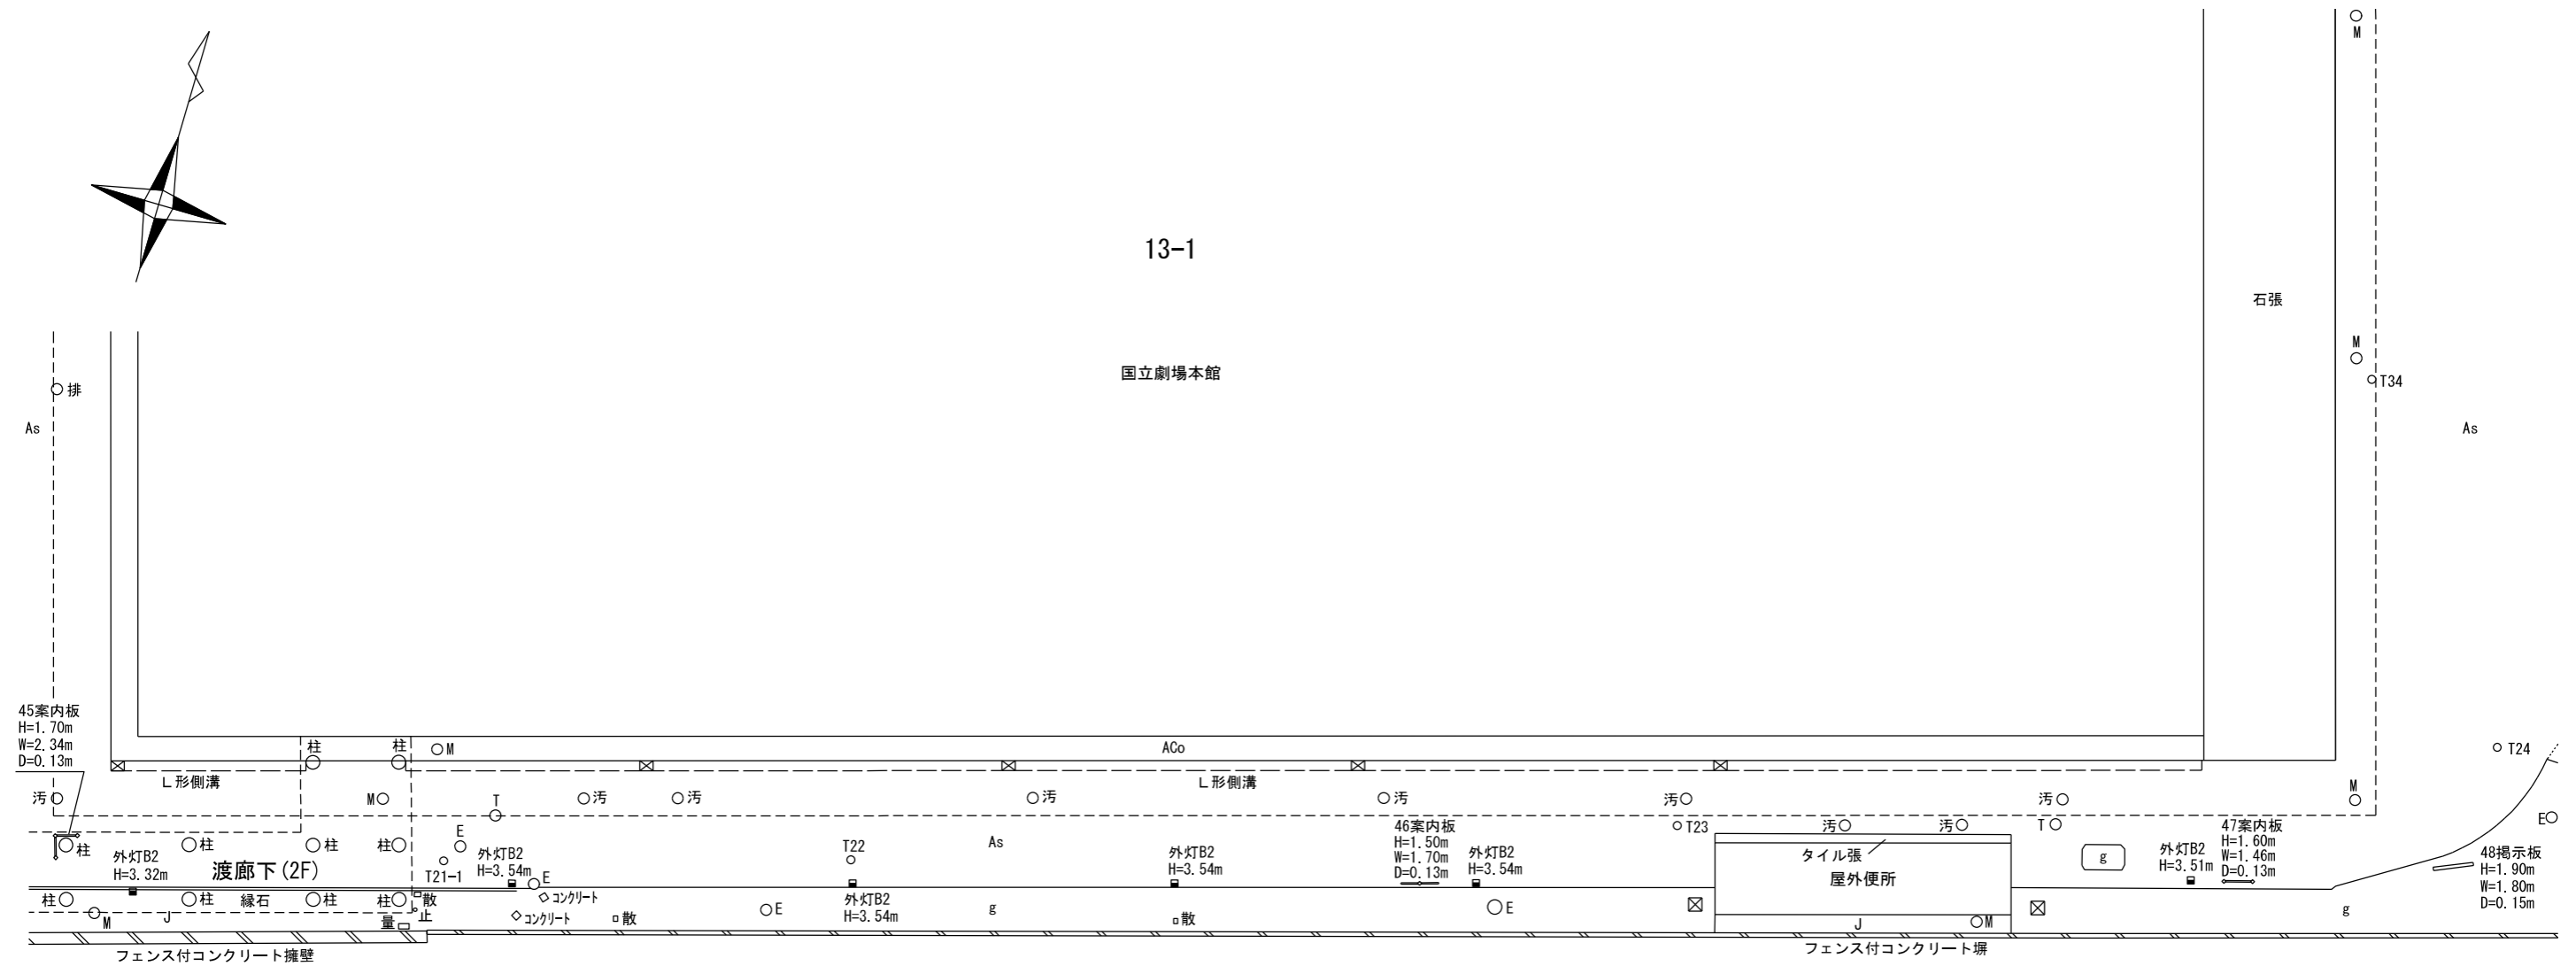 M
13-1
石張
国立劇場本館
M
T34
排
As
As
45案内板
H=1.70m
W=2.34m
D=0.13m
柱
柱
M
ACo
T24
L形側溝
L形側溝
汚
M
T
汚
汚
汚
汚
汚
汚
M
E
46案内板
H=1.50m
W=1.70m
D=0.13m
T23
汚
汚
T
47案内板
H=1.60m
W=1.46m
D=0.13m
E
柱
柱
柱
柱
外灯B2
H=3.32m
渡廊下(2F)
T21-1
外灯B2
H=3.54m
E
T22
As
外灯B2
H=3.54m
外灯B2
H=3.54m
タイル張
屋外便所
g
外灯B2
H=3.51m
48掲示板
H=1.90m
W=1.80m
D=0.15m
柱
柱
縁石
柱
柱
散
止
量
コンクリート
コンクリート
散
E
外灯B2
H=3.54m
g
散
E
M
J
J
M
g
フェンス付コンクリート擁壁
フェンス付コンクリート塀